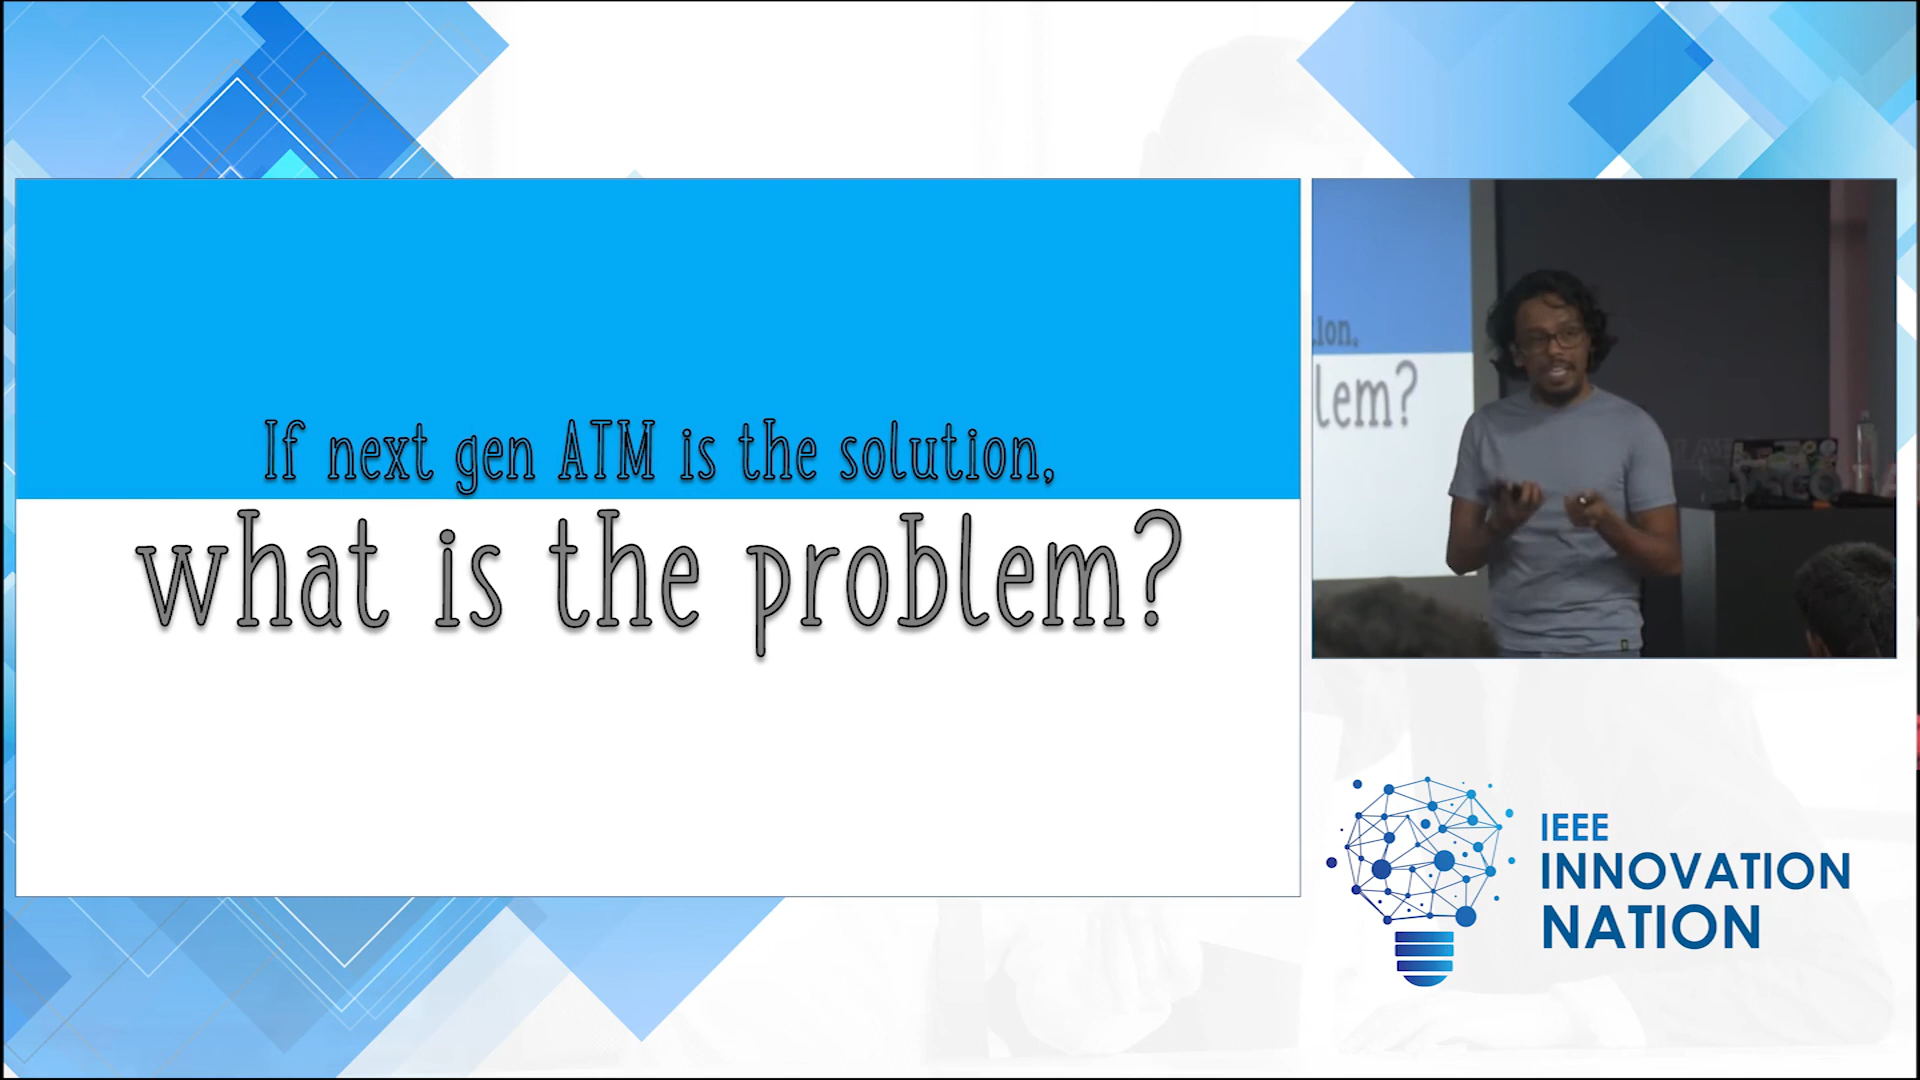 If next gen ATM is the solution,
what is the problem?
ion.
lem?
IEEE
INNOVATION
NATION